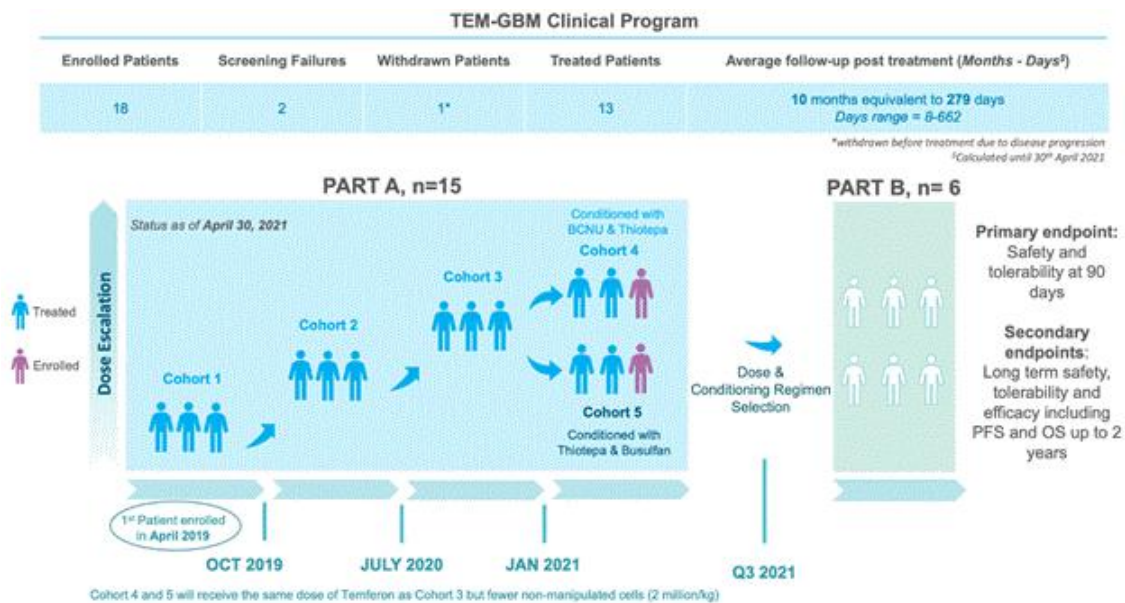 TEM-GBM Clinical Program
Enrolled Patients
Screening Failures
Withdrawn Patients
Treated Patients
Average follow-up post treatment (Months - Days$)
18
2
1*
13
10 months equivalent to 279 days
Days range = 8-662
*withdrawn before treatment due to disease progression
$Calculated until 30th April 2021
PART A, n=15
PART B, n= 6
Status as of April 30, 2021
Dose Escalation
Treated
Enrolled
Cohort 1
Cohort 2
Cohort 3
Conditioned with
BCNU & Thiotepa
Cohort 4
Cohort 5
Conditioned with
Thiotepa & Busulfan
Dose &
Conditioning Regimen
Selection
Primary endpoint:
Safety and
tolerability at 90
days
Secondary
endpoints:
Long term safety,
tolerability and
efficacy including
PFS and OS up to 2
years
1st Patient enrolled
in April 2019
OCT 2019
JULY 2020
JAN 2021
Q3 2021
Cohort 4 and 5 will receive the same dose of Temferon as Cohort 3 but fewer non-manipulated cells (2 million/kg)